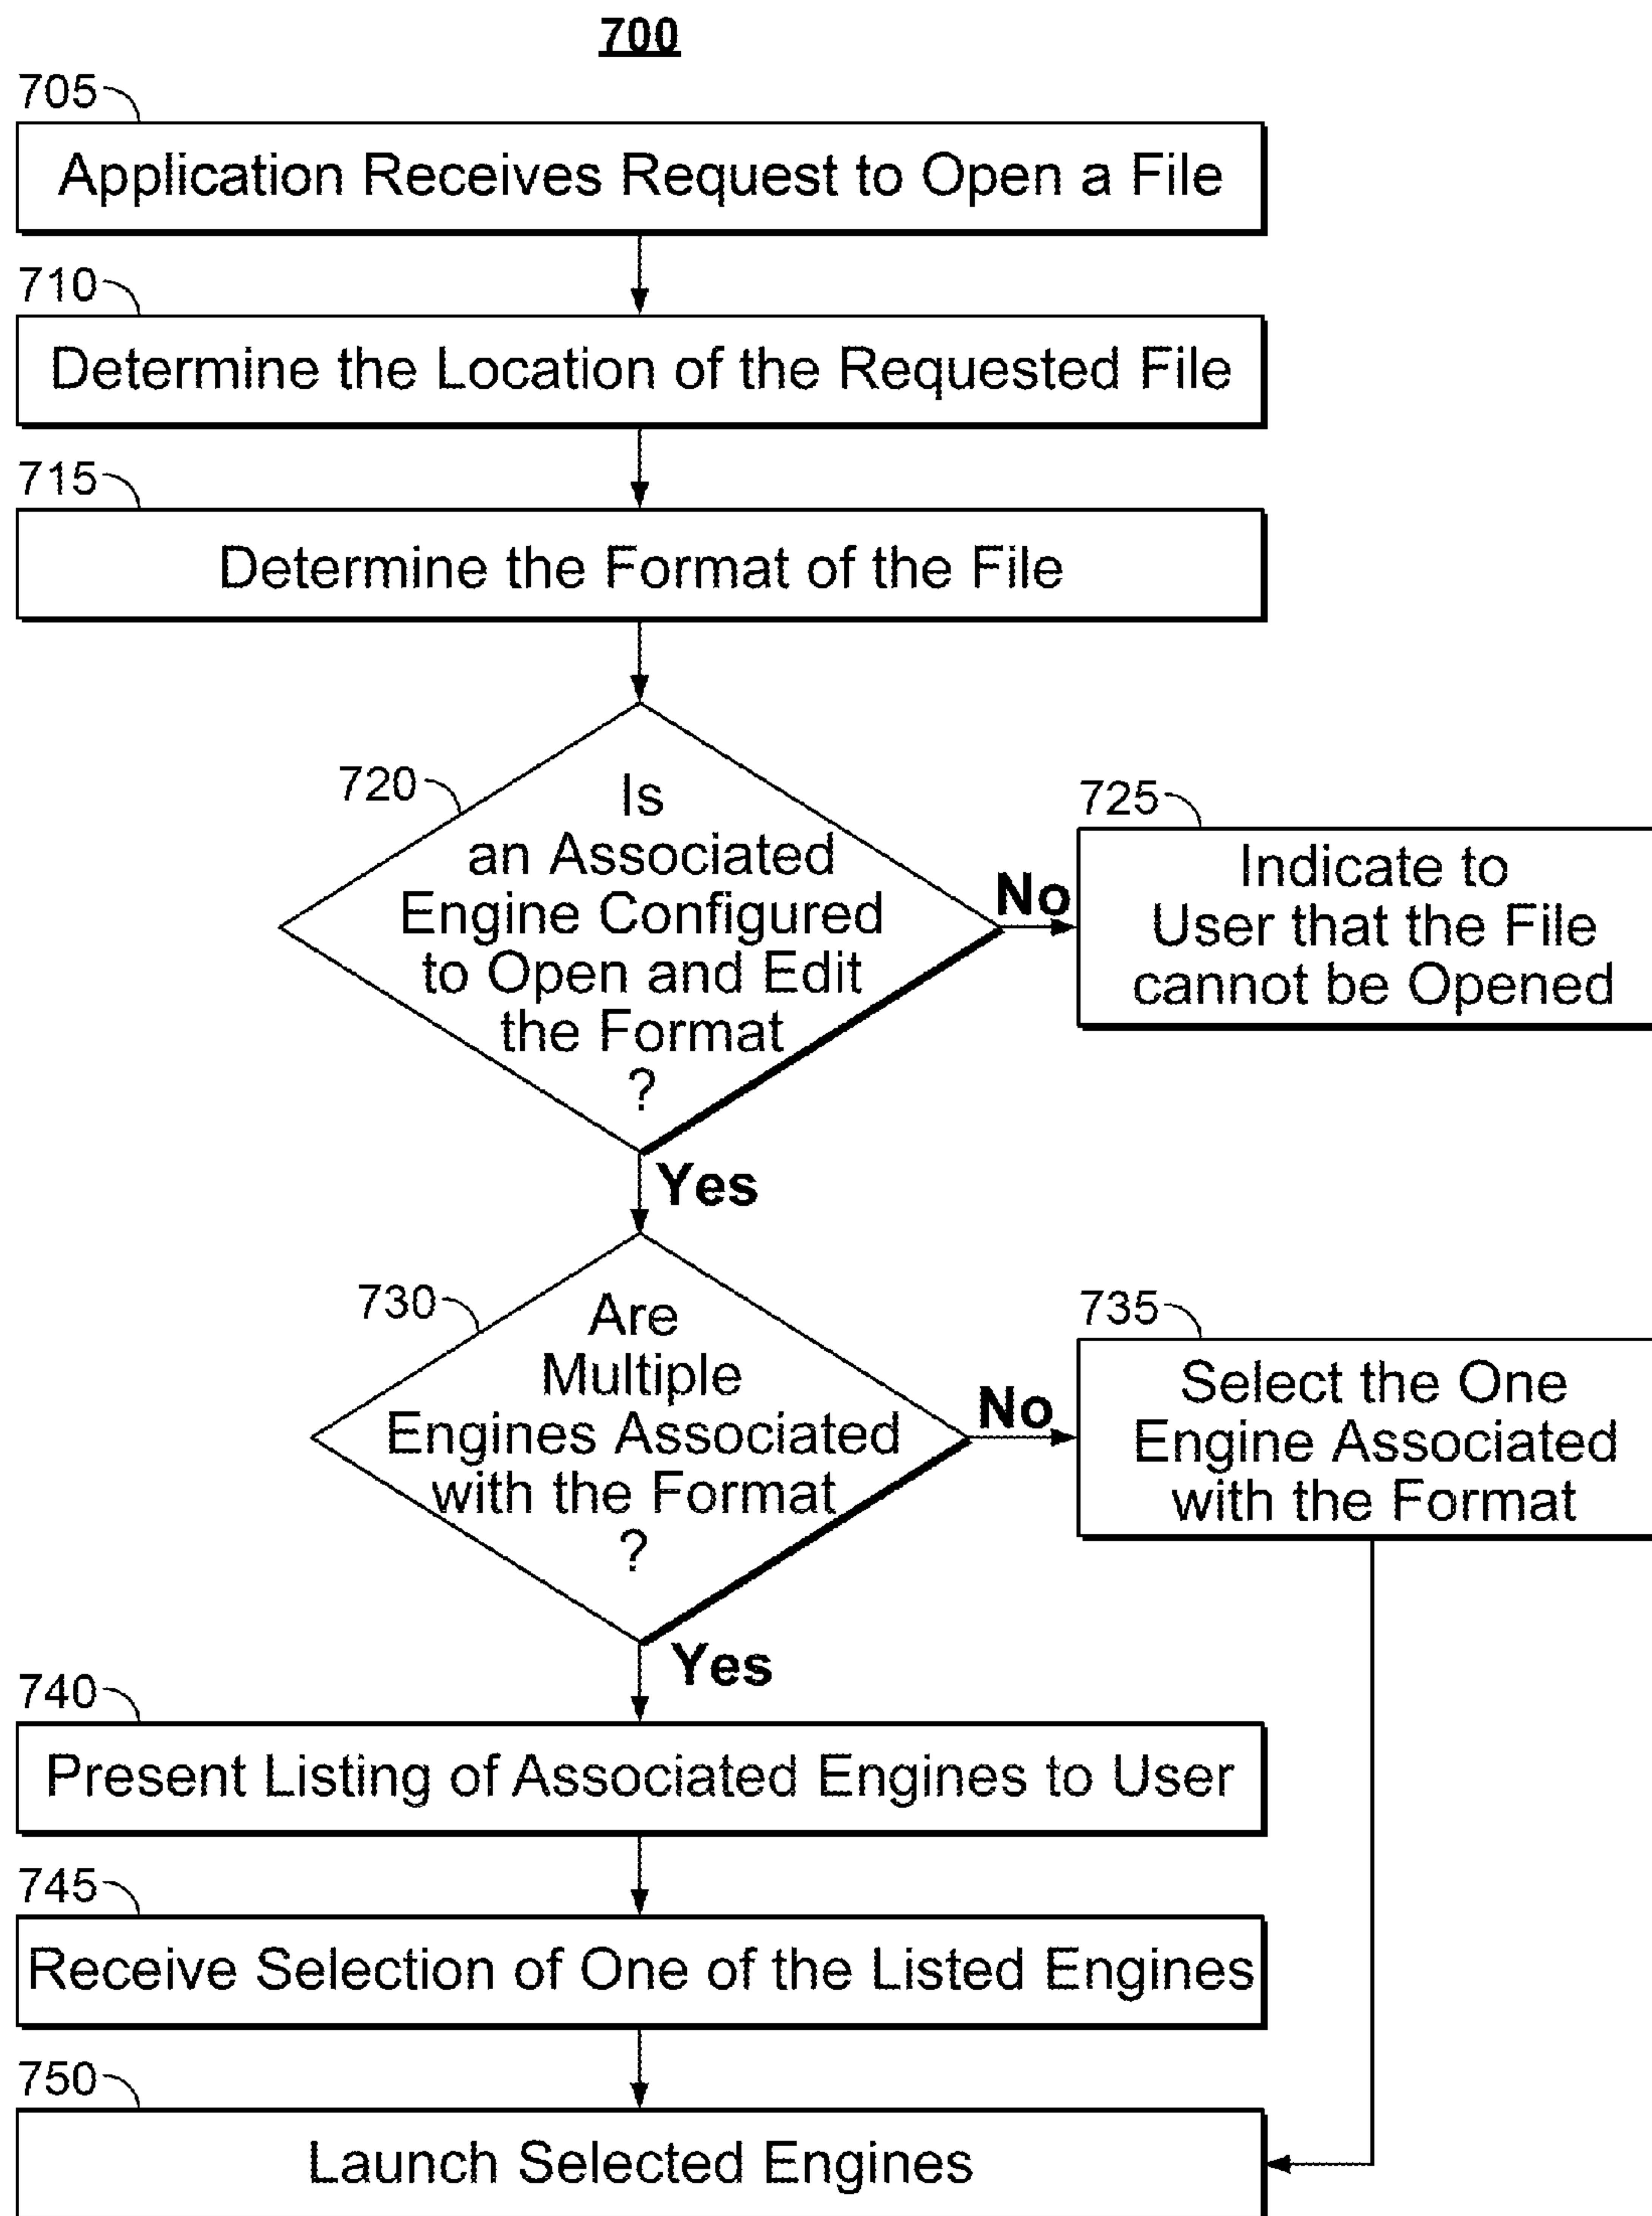 700
705
Application Receives Request to Open a File
710
Determine the Location of the Requested File
715
Determine the Format of the File
720
Is
an Associated
Engine Configured
to Open and Edit
the Format
?
No
725
Indicate to
User that the File
cannot be Opened
Yes
730
Are
Multiple
Engines Associated
with the Format
?
No
735
Select the One
Engine Associated
with the Format
Yes
740
Present Listing of Associated Engines to User
745
Receive Selection of One of the Listed Engines
750
Launch Selected Engines